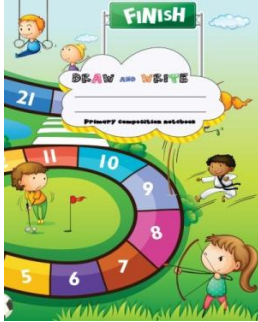 FINISH
DRAW AND WRITE
Primary composition notebook
21
11
10
9
8
7
6
5